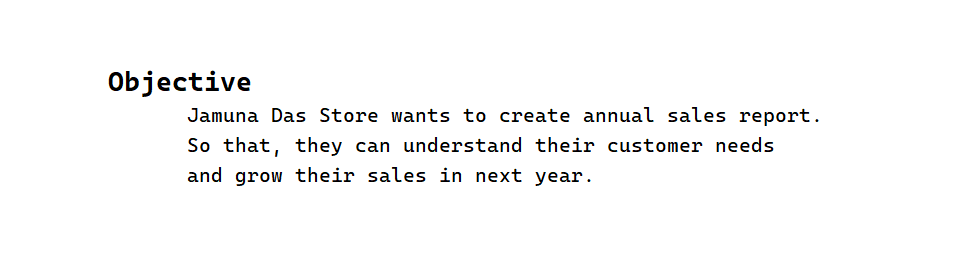 Objective
Jamuna Das Store wants to create annual sales report.
So that, they can understand their customer needs
and grow their sales in next year.